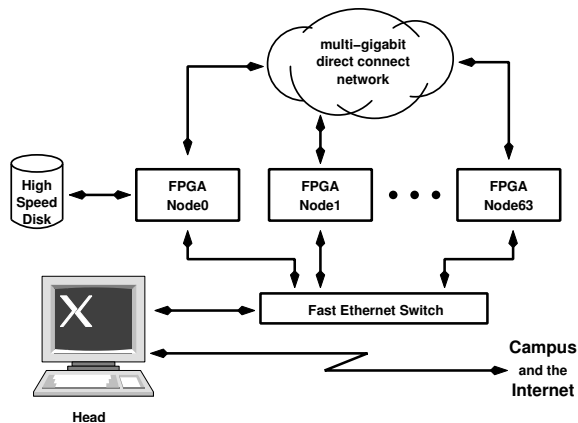 multi−gigabit
direct connect
network
High
Speed
Disk
FPGA
Node0
FPGA
Node1
FPGA
Node63
X
Fast Ethernet Switch
Campus
and the
Internet
Head